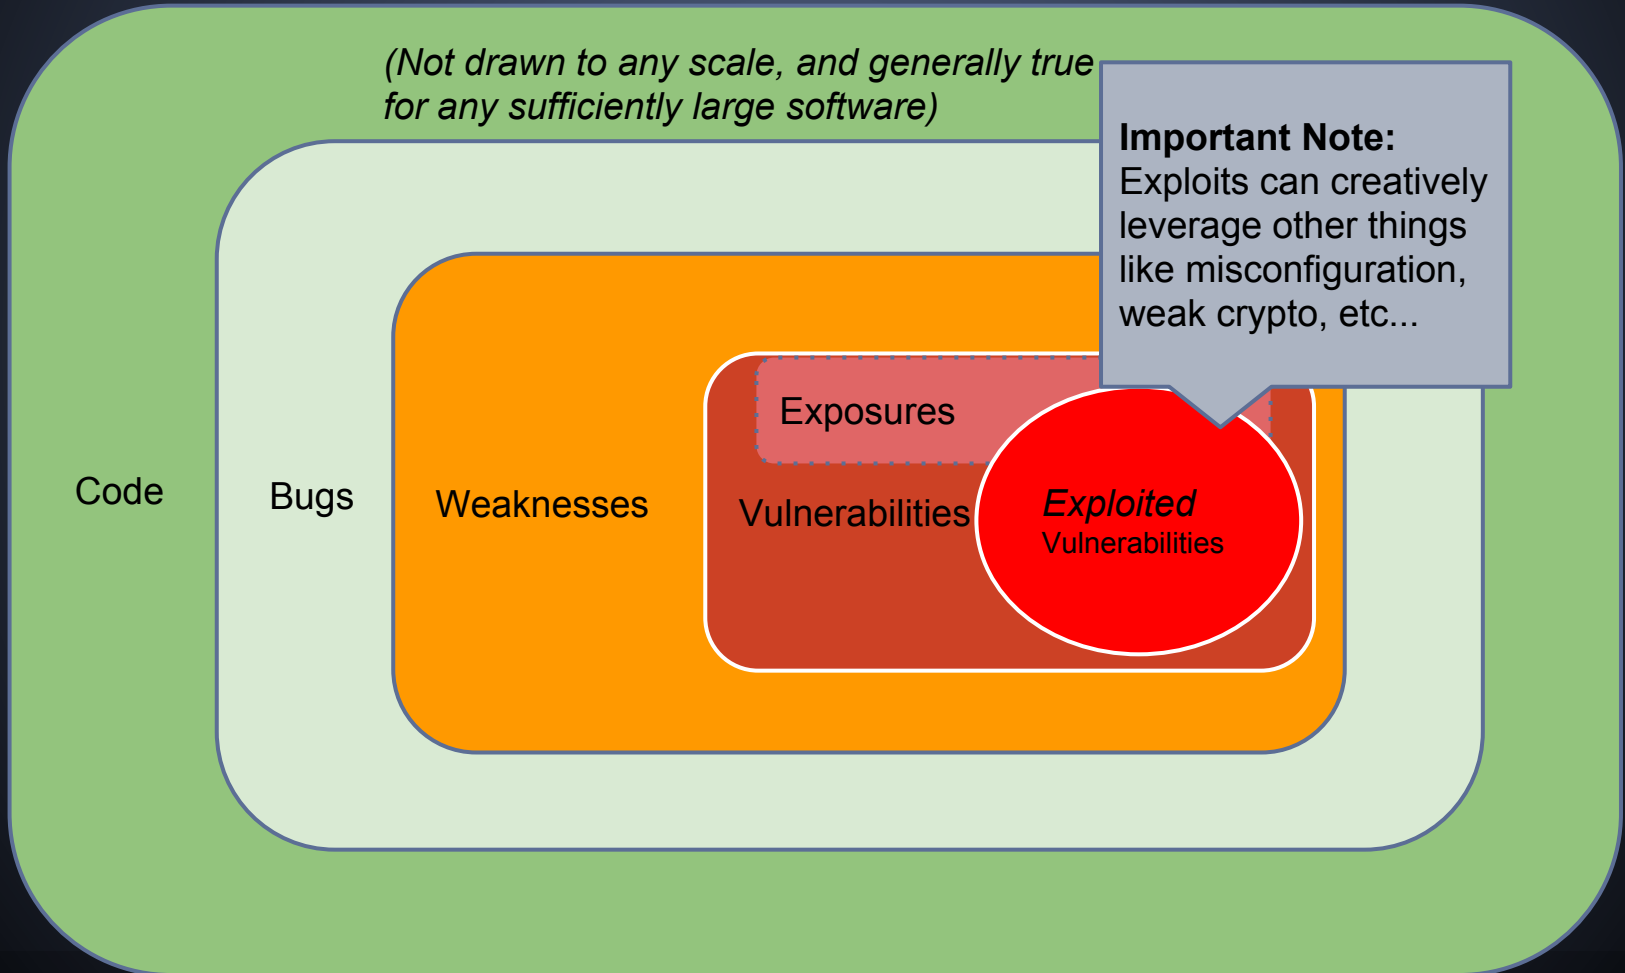 (Not drawn to any scale, and generally true
for any sufficiently large software)
Important Note:
Exploits can creatively
leverage other things
like misconfiguration,
weak crypto, etc...
Code
Bugs
Weaknesses
Exposures
Vulnerabilities
Exploited
Vulnerabilities